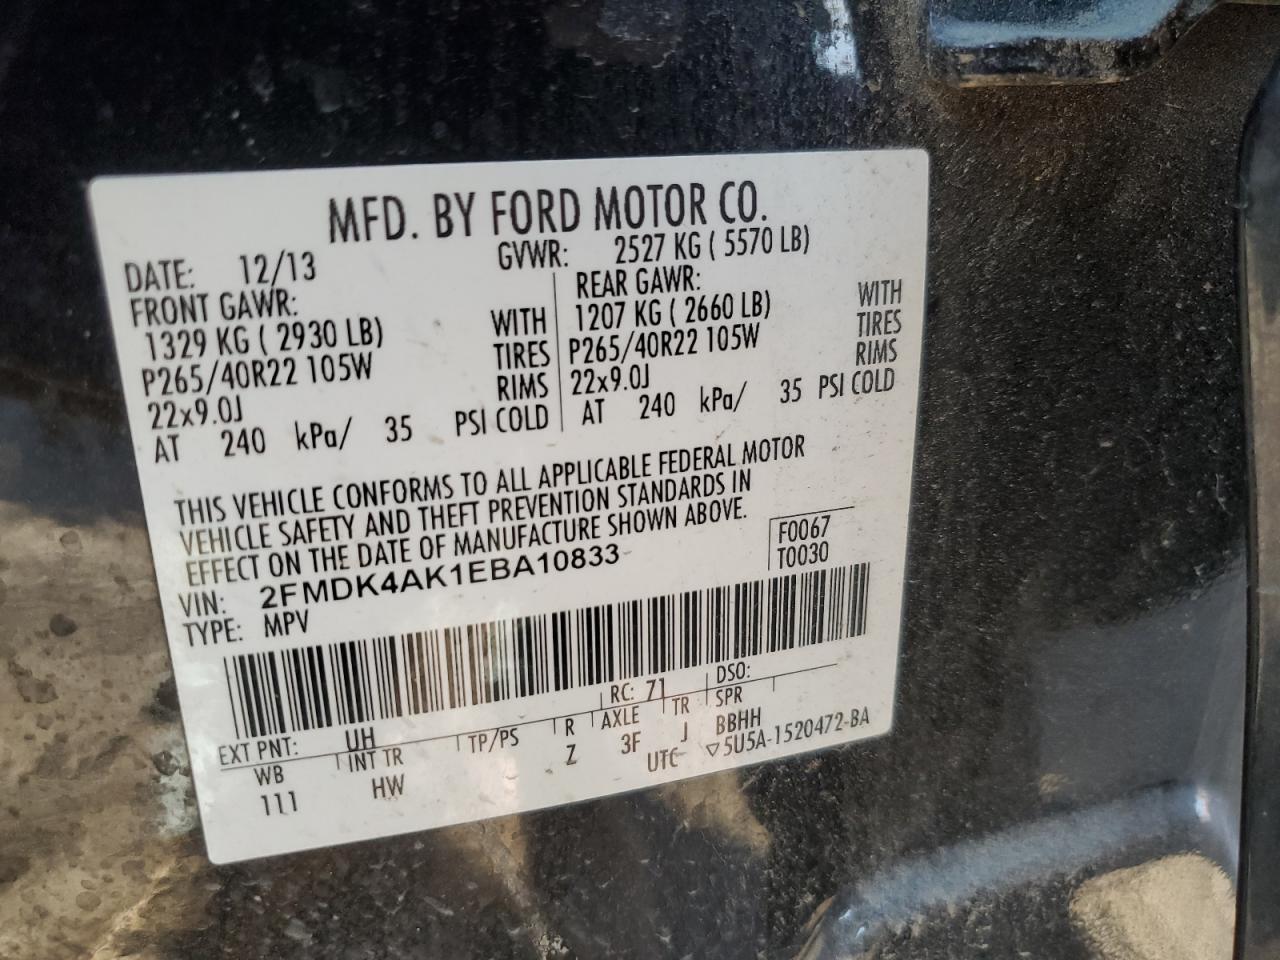 MFD. BY FORD MOTOR CO.
DATE: 12/13 GVWR: 2527 KG ( 5570 LB)
FRONT GAWR: REAR GAWR:
1329 KG ( 2930 LB) WITH 1207 KG ( 2660 LB) WITH
P265/40R22 105W TIRES P265/40R22 105W TIRES
22x9.0J RIMS 22x9.0J RIMS
AT 240 kPa/ 35 PSI COLD AT 240 kPa/ 35 PSI COLD
THIS VEHICLE CONFORMS TO ALL APPLICABLE FEDERAL MOTOR
VEHICLE SAFETY AND THEFT PREVENTION STANDARDS IN
EFFECT ON THE DATE OF MANUFACTURE SHOWN ABOVE.
F0067
VIN: 2FMDK4AK1EBA10833
T0030
TYPE: MPV
EXT PNT: UH RC: 71 DSO:
WB INT TR TP/PS R AXLE TR SPR
111 HW Z 3F J BBHH
UTC ▽5U5A-1520472-BA